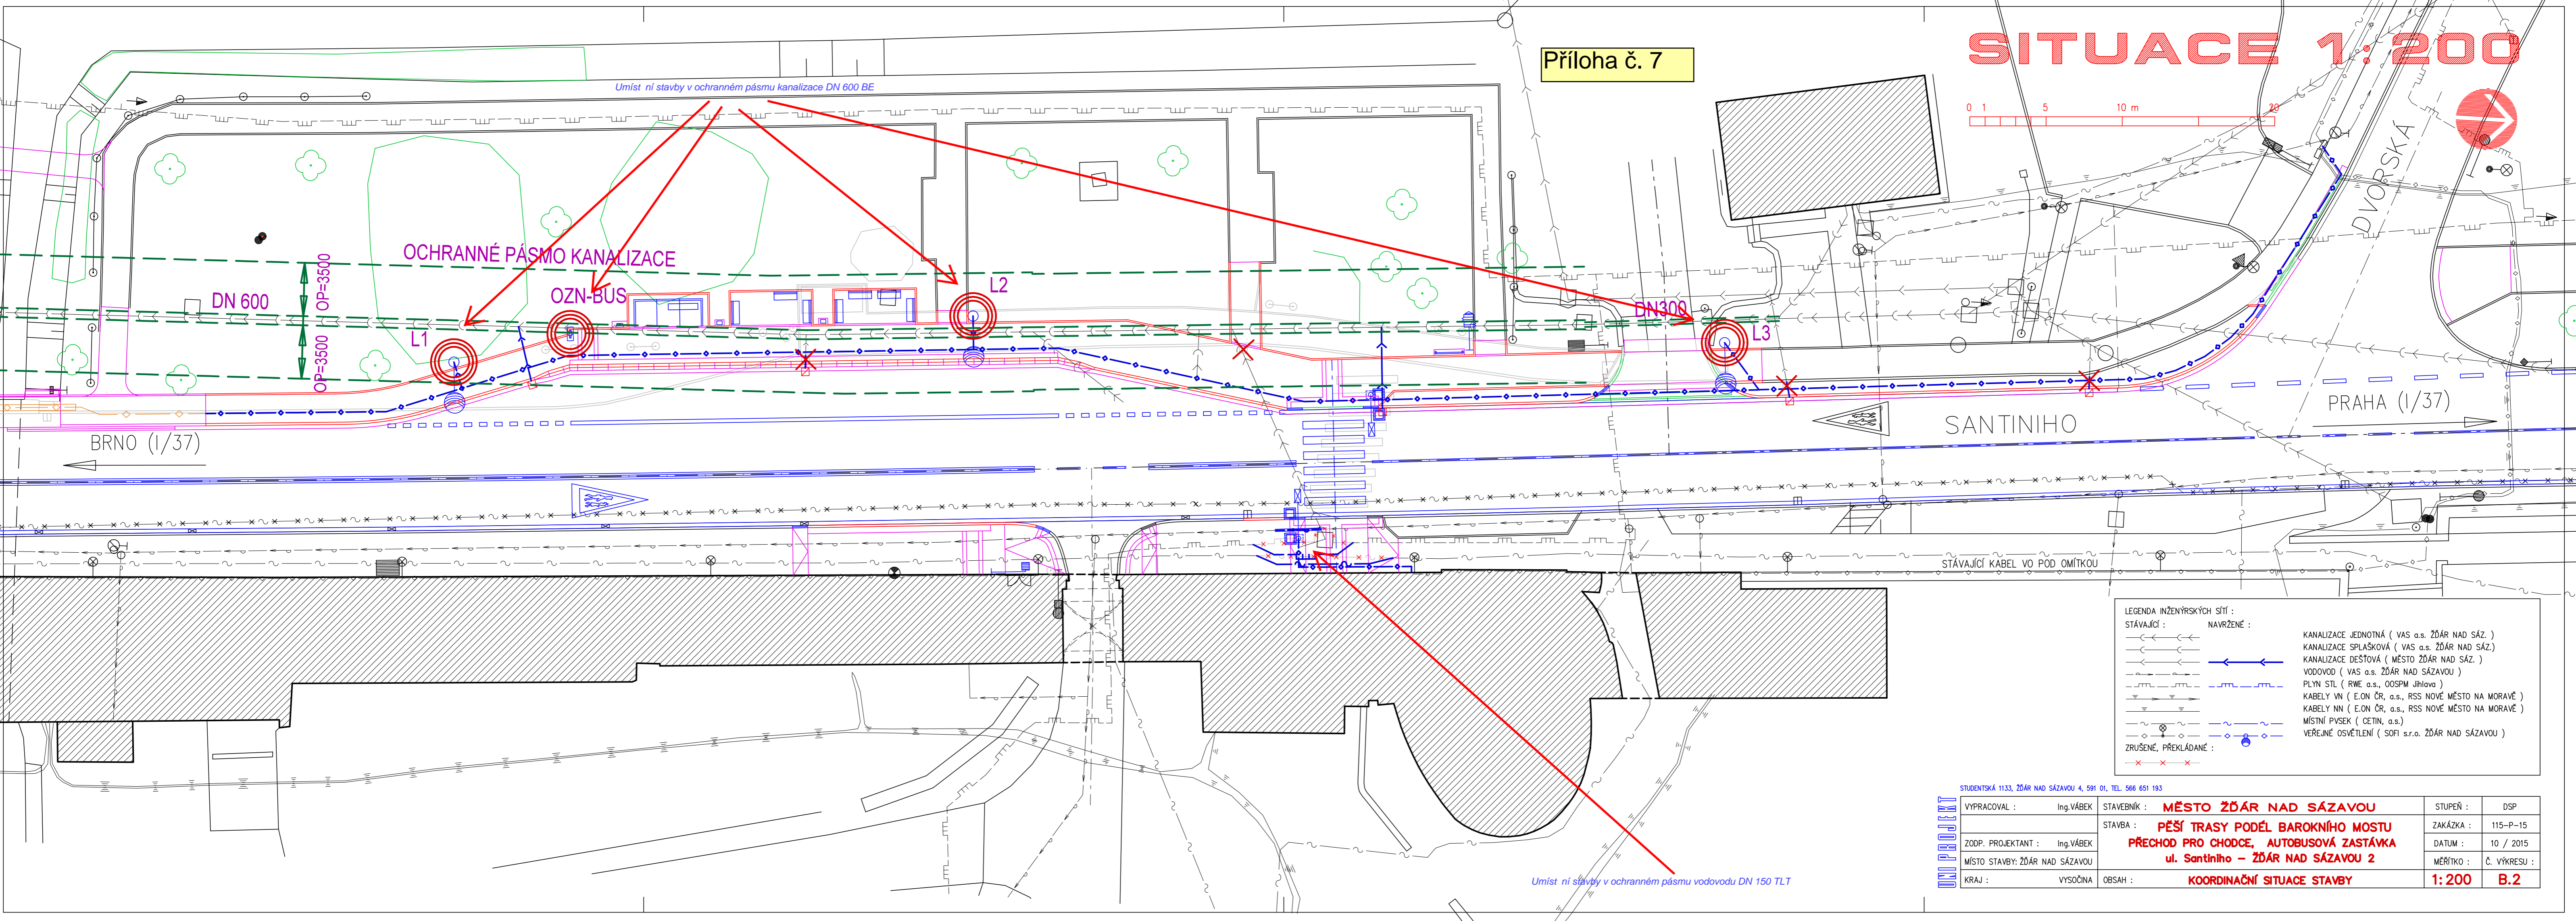 SITUACE 1:200
Příloha č. 7
0 1 5 10 m 20
Umíst ní stavby v ochranném pásmu kanalizace DN 600 BE
DVORSKÁ
OCHRANNÉ PÁSMO KANALIZACE
OP=3500
DN 600
OZN-BUS
L2
L1
OP=3500
DN300
L3
BRNO (I/37)
SANTINIHO
PRAHA (I/37)
STÁVAJÍCÍ KABEL VO POD OMÍTKOU
LEGENDA INŽENÝRSKÝCH SÍTÍ :
STÁVAJÍCÍ : NAVRŽENÉ :
KANALIZACE JEDNOTNÁ ( VAS a.s. ŽĎÁR NAD SÁZ. )
KANALIZACE SPLAŠKOVÁ ( VAS a.s. ŽĎÁR NAD SÁZ.)
KANALIZACE DEŠŤOVÁ ( MĚSTO ŽĎÁR NAD SÁZ. )
VODOVOD ( VAS a.s. ŽĎÁR NAD SÁZAVOU )
PLYN STL ( RWE a.s., OOSPM Jihlava )
KABELY VN ( E.ON ČR, a.s., RSS NOVÉ MĚSTO NA MORAVĚ )
KABELY NN ( E.ON ČR, a.s., RSS NOVÉ MĚSTO NA MORAVĚ )
MÍSTNÍ PVSEK ( CETIN, a.s.)
VEŘEJNÉ OSVĚTLENÍ ( SOFI s.r.o. ŽĎÁR NAD SÁZAVOU )
ZRUŠENÉ, PŘEKLÁDANÉ :
Umíst ní stavby v ochranném pásmu vodovodu DN 150 TLT
STUDENTSKÁ 1133, ŽĎÁR NAD SÁZAVOU 4, 591 01, TEL. 566 651 193
UNIPROJEKT
VYPRACOVAL : Ing.VÁBEK
STAVEBNÍK : MĚSTO ŽĎÁR NAD SÁZAVOU
STUPEŇ : DSP
STAVBA : PĚŠÍ TRASY PODÉL BAROKNÍHO MOSTU
ZAKÁZKA : 115-P-15
ZODP. PROJEKTANT : Ing.VÁBEK
PŘECHOD PRO CHODCE, AUTOBUSOVÁ ZASTÁVKA
DATUM : 10 / 2015
MÍSTO STAVBY: ŽĎÁR NAD SÁZAVOU
ul. Santiniho – ŽĎÁR NAD SÁZAVOU 2
MĚŘÍTKO : Č. VÝKRESU :
KRAJ : VYSOČINA
OBSAH : KOORDINAČNÍ SITUACE STAVBY
1:200 B.2